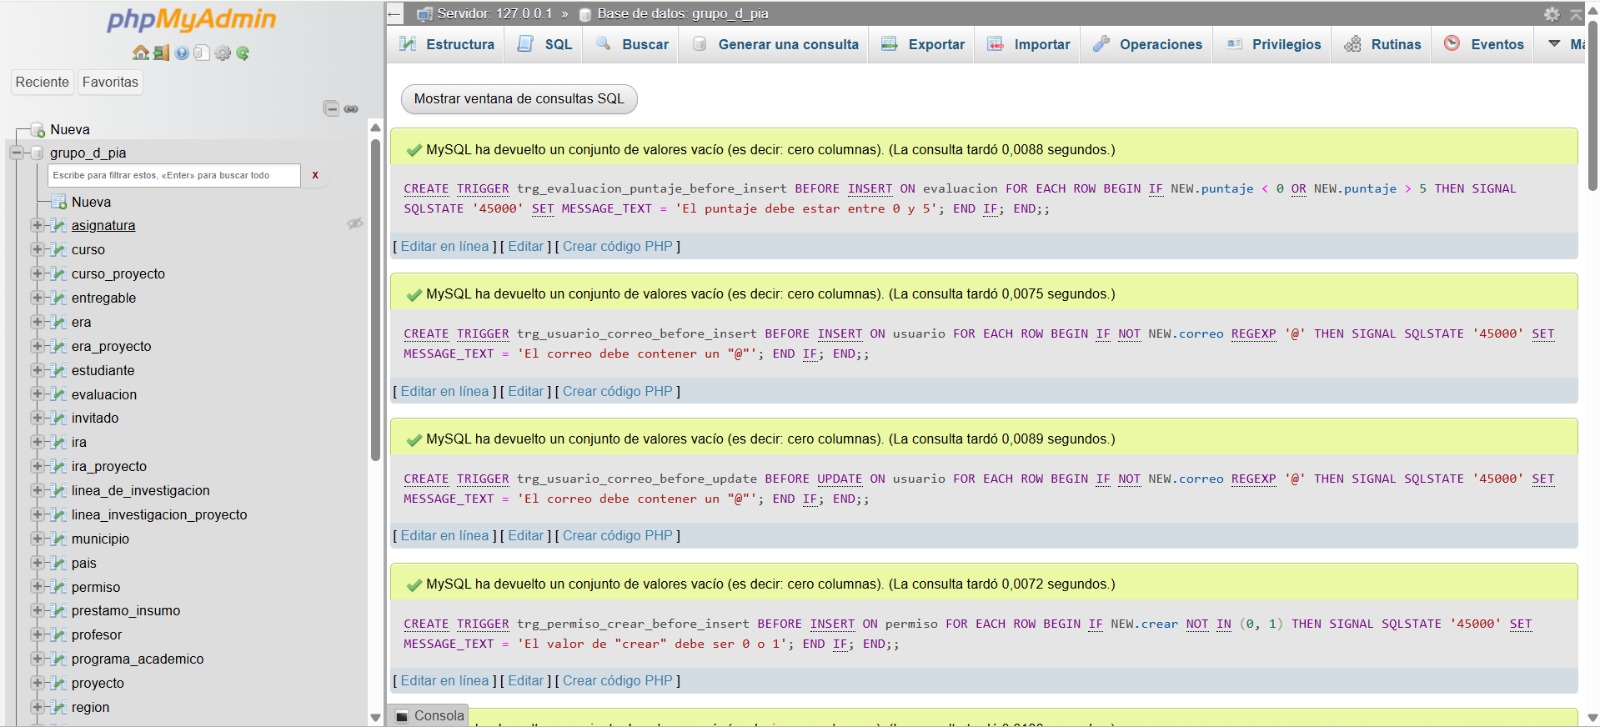 phpMyAdmin
Reciente
Favoritas
Nueva
grupo_d_pia
Escribe para filtrar estos, «Enter» para buscar todo
x
Nueva
asignatura
curso
curso_proyecto
entregable
era
era_proyecto
estudiante
evaluacion
invitado
ira
ira_proyecto
linea_de_investigacion
linea_investigacion_proyecto
municipio
pais
permiso
prestamo_insumo
profesor
programa_academico
proyecto
region
Servidor: 127.0.0.1 » Base de datos: grupo_d_pia
Estructura
SQL
Buscar
Generar una consulta
Exportar
Importar
Operaciones
Privilegios
Rutinas
Eventos
Mostrar ventana de consultas SQL
MySQL ha devuelto un conjunto de valores vacío (es decir: cero columnas). (La consulta tardó 0,0088 segundos.)
CREATE TRIGGER trg_evaluacion_puntaje_before_insert BEFORE INSERT ON evaluacion FOR EACH ROW BEGIN IF NEW.puntaje < 0 OR NEW.puntaje > 5 THEN SIGNAL
SQLSTATE '45000' SET MESSAGE_TEXT = 'El puntaje debe estar entre 0 y 5'; END IF; END;;
[ Editar en línea ] [ Editar ] [ Crear código PHP ]
MySQL ha devuelto un conjunto de valores vacío (es decir: cero columnas). (La consulta tardó 0,0075 segundos.)
CREATE TRIGGER trg_usuario_correo_before_insert BEFORE INSERT ON usuario FOR EACH ROW BEGIN IF NOT NEW.correo REGEXP '@' THEN SIGNAL SQLSTATE '45000' SET
MESSAGE_TEXT = 'El correo debe contener un "@"'; END IF; END;;
[ Editar en línea ] [ Editar ] [ Crear código PHP ]
MySQL ha devuelto un conjunto de valores vacío (es decir: cero columnas). (La consulta tardó 0,0089 segundos.)
CREATE TRIGGER trg_usuario_correo_before_update BEFORE UPDATE ON usuario FOR EACH ROW BEGIN IF NOT NEW.correo REGEXP '@' THEN SIGNAL SQLSTATE '45000' SET
MESSAGE_TEXT = 'El correo debe contener un "@"'; END IF; END;;
[ Editar en línea ] [ Editar ] [ Crear código PHP ]
MySQL ha devuelto un conjunto de valores vacío (es decir: cero columnas). (La consulta tardó 0,0072 segundos.)
CREATE TRIGGER trg_permiso_crear_before_insert BEFORE INSERT ON permiso FOR EACH ROW BEGIN IF NEW.crear NOT IN (0, 1) THEN SIGNAL SQLSTATE '45000' SET
MESSAGE_TEXT = 'El valor de "crear" debe ser 0 o 1'; END IF; END;;
[ Editar en línea ] [ Editar ] [ Crear código PHP ]
Consola